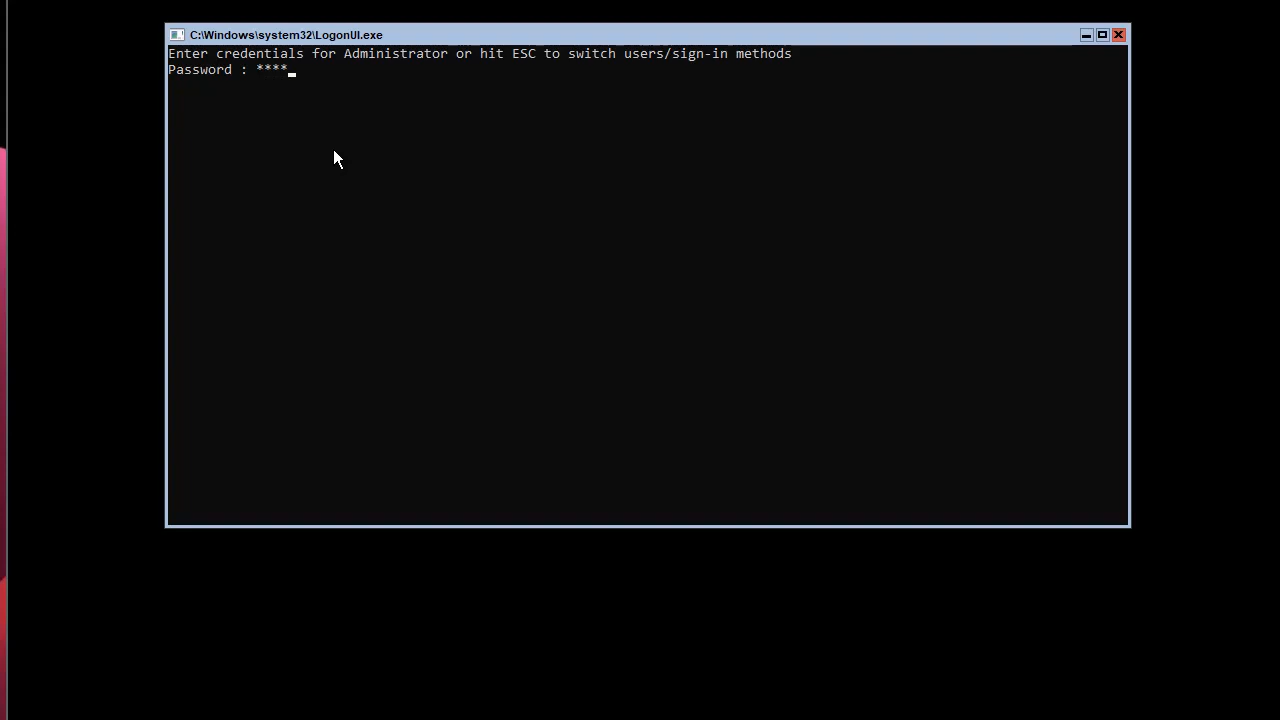 C:\Windows\system32\LogonUI.exe
Enter credentials for Administrator or hit ESC to switch users/sign-in methods
Password : ****